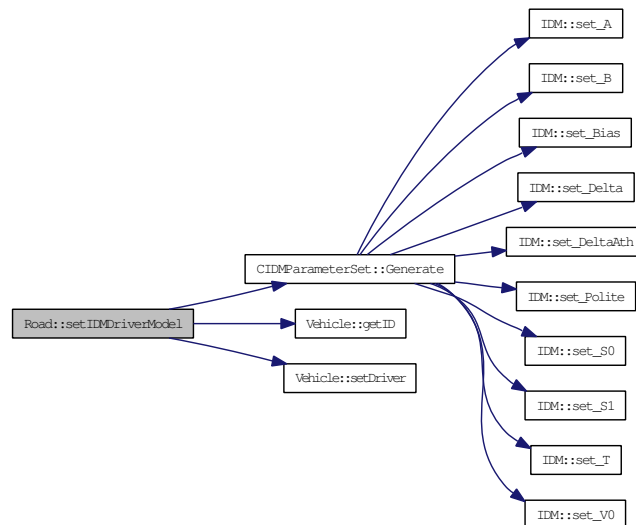 IDM::set_A
IDM::set_B
IDM::set_Bias
IDM::set_Delta
IDM::set_DeltaAth
CIDMParameterSet::Generate
IDM::set_Polite
Road::setIDMDriverModel
Vehicle::getID
IDM::set_S0
Vehicle::setDriver
IDM::set_S1
IDM::set_T
IDM::set_V0